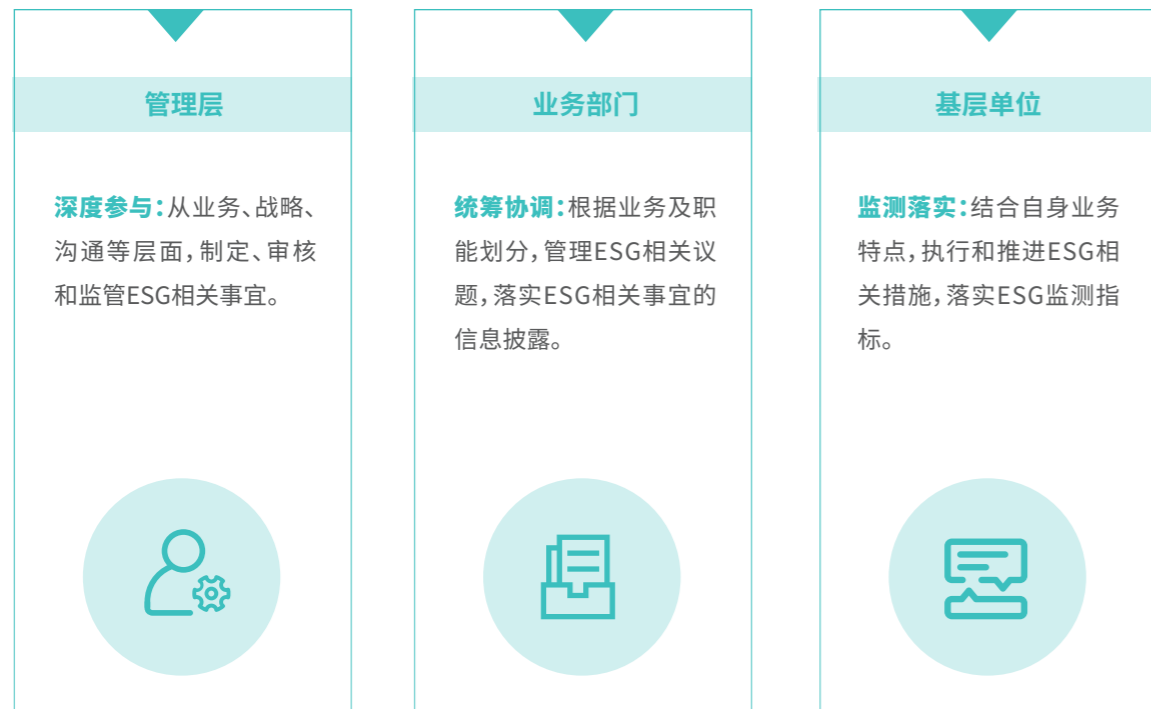 管理层
深度参与：从业务、战略、
沟通等层面，制定、审核
和监管ESG相关事宜。
业务部门
统筹协调：根据业务及职
能划分，管理ESG相关议
题，落实ESG相关事宜的
信息披露。
基层单位
监测落实：结合自身业务
特点，执行和推进ESG相
关措施，落实ESG监测指
标。